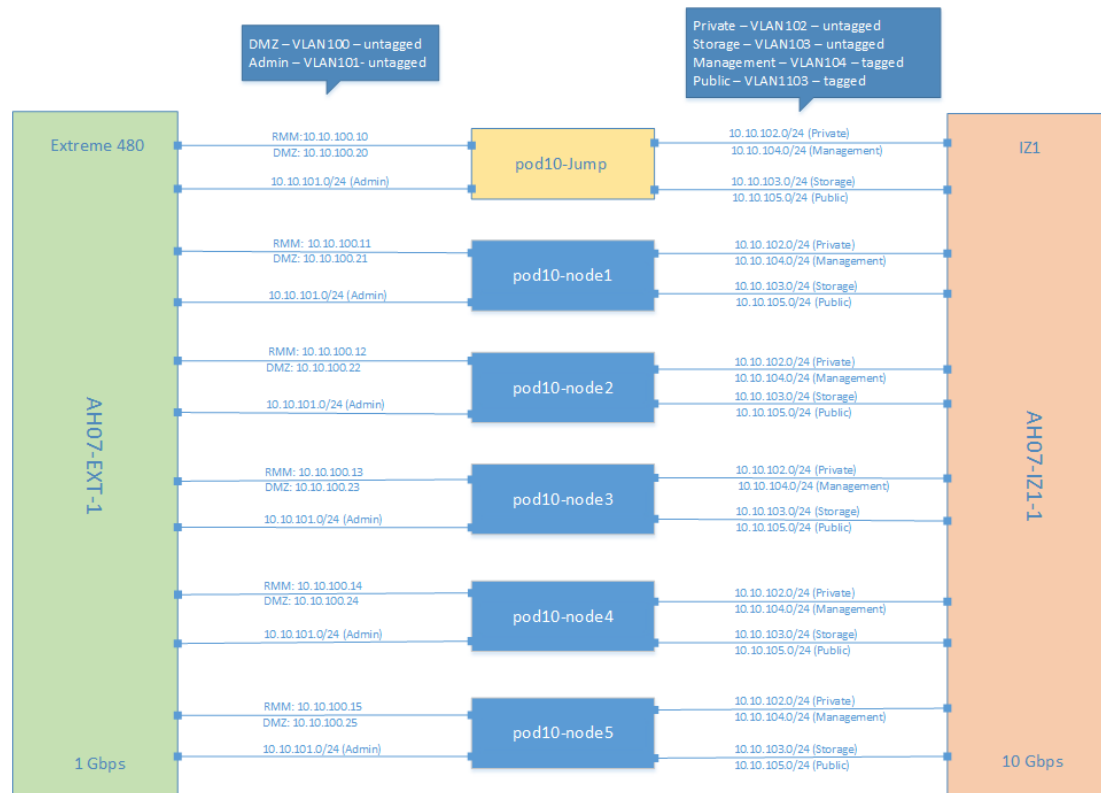 DMZ – VLAN100 – untagged
Admin – VLAN101- untagged
Private – VLAN102 – untagged
Storage – VLAN103 – untagged
Management – VLAN104 – tagged
Public – VLAN1103 – tagged
Extreme 480
AH07-EXT-1
1 Gbps
RMM:10.10.100.10
DMZ: 10.10.100.20
10.10.101.0/24 (Admin)
pod10-Jump
10.10.102.0/24 (Private)
10.10.104.0/24 (Management)
10.10.103.0/24 (Storage)
10.10.105.0/24 (Public)
RMM: 10.10.100.11
DMZ: 10.10.100.21
10.10.101.0/24 (Admin)
pod10-node1
10.10.102.0/24 (Private)
10.10.104.0/24 (Management)
10.10.103.0/24 (Storage)
10.10.105.0/24 (Public)
RMM: 10.10.100.12
DMZ: 10.10.100.22
10.10.101.0/24 (Admin)
pod10-node2
10.10.102.0/24 (Private)
10.10.104.0/24 (Management)
10.10.103.0/24 (Storage)
10.10.105.0/24 (Public)
RMM: 10.10.100.13
DMZ: 10.10.100.23
10.10.101.0/24 (Admin)
pod10-node3
10.10.102.0/24 (Private)
10.10.104.0/24 (Management)
10.10.103.0/24 (Storage)
10.10.105.0/24 (Public)
RMM: 10.10.100.14
DMZ: 10.10.100.24
10.10.101.0/24 (Admin)
pod10-node4
10.10.102.0/24 (Private)
10.10.104.0/24 (Management)
10.10.103.0/24 (Storage)
10.10.105.0/24 (Public)
RMM: 10.10.100.15
DMZ: 10.10.100.25
10.10.101.0/24 (Admin)
pod10-node5
10.10.102.0/24 (Private)
10.10.104.0/24 (Management)
10.10.103.0/24 (Storage)
10.10.105.0/24 (Public)
IZ1
AH07-IZ1-1
10 Gbps